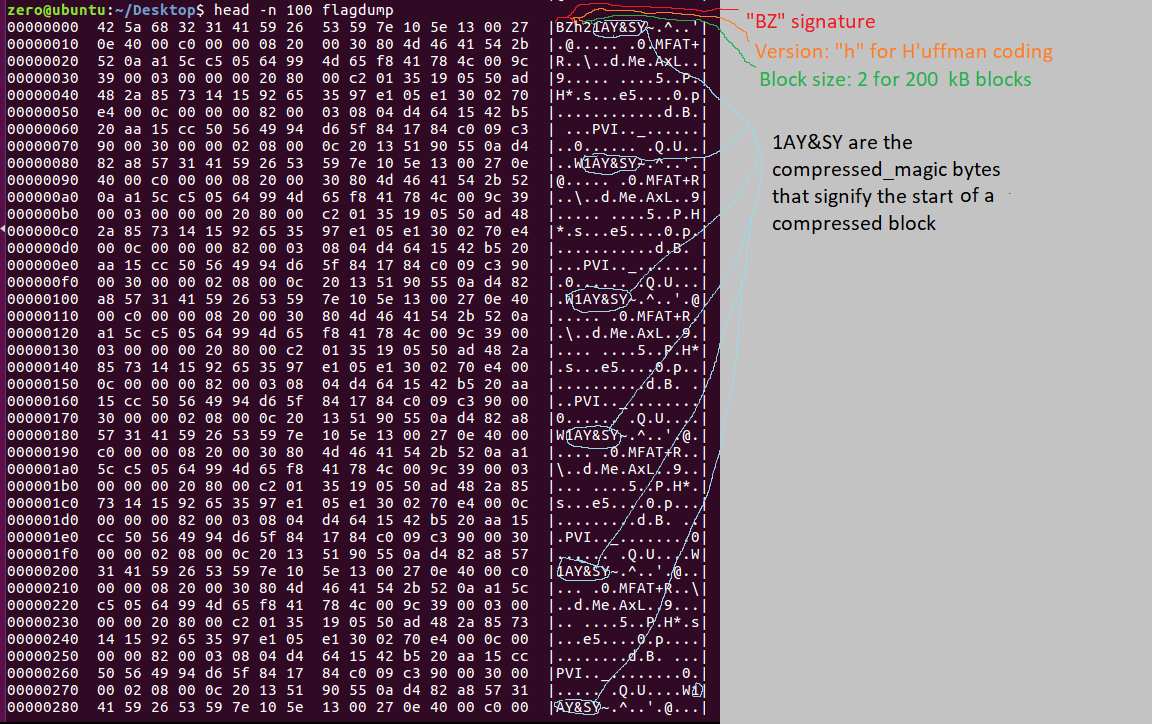 zero@ubuntu:~/Desktop$ head -n 100 flagdump
00000000  42 5a 68 32 31 41 59 26  53 59 7e 10 5e 13 00 27  |BZh21AY&SY~.^..'|
00000010  0e 40 00 c0 00 00 08 20  00 30 80 4d 46 41 54 2b  |.@..... .0.MFAT+|
00000020  52 0a a1 5c c5 05 64 99  4d 65 f8 41 78 4c 00 9c  |R..\..d.Me.AxL..|
00000030  39 00 03 00 00 00 20 80  00 c2 01 35 19 05 50 ad  |9..... ....5..P.|
00000040  48 2a 85 73 14 15 92 65  35 97 e1 05 e1 30 02 70  |H*.s...e5....0.p|
00000050  e4 00 0c 00 00 00 82 00  03 08 04 d4 64 15 42 b5  |............d.B.|
00000060  20 aa 15 cc 50 56 49 94  d6 5f 84 17 84 c0 09 c3  | ...PVI.._......|
00000070  90 00 30 00 00 02 08 00  0c 20 13 51 90 55 0a d4  |..0...... .Q.U..|
00000080  82 a8 57 31 41 59 26 53  59 7e 10 5e 13 00 27 0e  |..W1AY&SY~.^..'.|
00000090  40 00 c0 00 00 08 20 00  30 80 4d 46 41 54 2b 52  |@..... .0.MFAT+R|
000000a0  0a a1 5c c5 05 64 99 4d  65 f8 41 78 4c 00 9c 39  |..\..d.Me.AxL..9|
000000b0  00 03 00 00 00 20 80 00  c2 01 35 19 05 50 ad 48  |..... ....5..P.H|
000000c0  2a 85 73 14 15 92 65 35  97 e1 05 e1 30 02 70 e4  |*.s...e5....0.p.|
000000d0  00 0c 00 00 00 82 00 03  08 04 d4 64 15 42 b5 20  |...........d.B. |
000000e0  aa 15 cc 50 56 49 94 d6  5f 84 17 84 c0 09 c3 90  |...PVI.._.......|
000000f0  00 30 00 00 02 08 00 0c  20 13 51 90 55 0a d4 82  |.0...... .Q.U...|
00000100  a8 57 31 41 59 26 53 59  7e 10 5e 13 00 27 0e 40  |.W1AY&SY~.^..'.@|
00000110  00 c0 00 00 08 20 00 30  80 4d 46 41 54 2b 52 0a  |..... .0.MFAT+R.|
00000120  a1 5c c5 05 64 99 4d 65  f8 41 78 4c 00 9c 39 00  |.\..d.Me.AxL..9.|
00000130  03 00 00 00 20 80 00 c2  01 35 19 05 50 ad 48 2a  |.... ....5..P.H*|
00000140  85 73 14 15 92 65 35 97  e1 05 e1 30 02 70 e4 00  |.s...e5....0.p..|
00000150  0c 00 00 00 82 00 03 08  04 d4 64 15 42 b5 20 aa  |..........d.B. .|
00000160  15 cc 50 56 49 94 d6 5f  84 17 84 c0 09 c3 90 00  |..PVI.._........|
00000170  30 00 00 02 08 00 0c 20  13 51 90 55 0a d4 82 a8  |0...... .Q.U....|
00000180  57 31 41 59 26 53 59 7e  10 5e 13 00 27 0e 40 00  |W1AY&SY~.^..'.@.|
00000190  c0 00 00 08 20 00 30 80  4d 46 41 54 2b 52 0a a1  |.... .0.MFAT+R..|
000001a0  5c c5 05 64 99 4d 65 f8  41 78 4c 00 9c 39 00 03  |\..d.Me.AxL..9..|
000001b0  00 00 00 20 80 00 c2 01  35 19 05 50 ad 48 2a 85  |... ....5..P.H*.|
000001c0  73 14 15 92 65 35 97 e1  05 e1 30 02 70 e4 00 0c  |s...e5....0.p...|
000001d0  00 00 00 82 00 03 08 04  d4 64 15 42 b5 20 aa 15  |.........d.B. ..|
000001e0  cc 50 56 49 94 d6 5f 84  17 84 c0 09 c3 90 00 30  |.PVI.._........0|
000001f0  00 00 02 08 00 0c 20 13  51 90 55 0a d4 82 a8 57  |...... .Q.U....W|
00000200  31 41 59 26 53 59 7e 10  5e 13 00 27 0e 40 00 c0  |1AY&SY~.^..'.@..|
00000210  00 00 08 20 00 30 80 4d  46 41 54 2b 52 0a a1 5c  |... .0.MFAT+R..\|
00000220  c5 05 64 99 4d 65 f8 41  78 4c 00 9c 39 00 03 00  |..d.Me.AxL..9...|
00000230  00 00 20 80 00 c2 01 35  19 05 50 ad 48 2a 85 73  |.. ....5..P.H*.s|
00000240  14 15 92 65 35 97 e1 05  e1 30 02 70 e4 00 0c 00  |...e5....0.p....|
00000250  00 00 82 00 03 08 04 d4  64 15 42 b5 20 aa 15 cc  |........d.B. ...|
00000260  50 56 49 94 d6 5f 84 17  84 c0 09 c3 90 00 30 00  |PVI.._........0.|
00000270  00 02 08 00 0c 20 13 51  90 55 0a d4 82 a8 57 31  |..... .Q.U....W1|
00000280  41 59 26 53 59 7e 10 5e  13 00 27 0e 40 00 c0 00  |AY&SY~.^..'.@...|
"BZ" signature
Version: "h" for H'uffman coding
Block size: 2 for 200 kB blocks
1AY&SY are the
compressed_magic bytes
that signify the start of a
compressed block